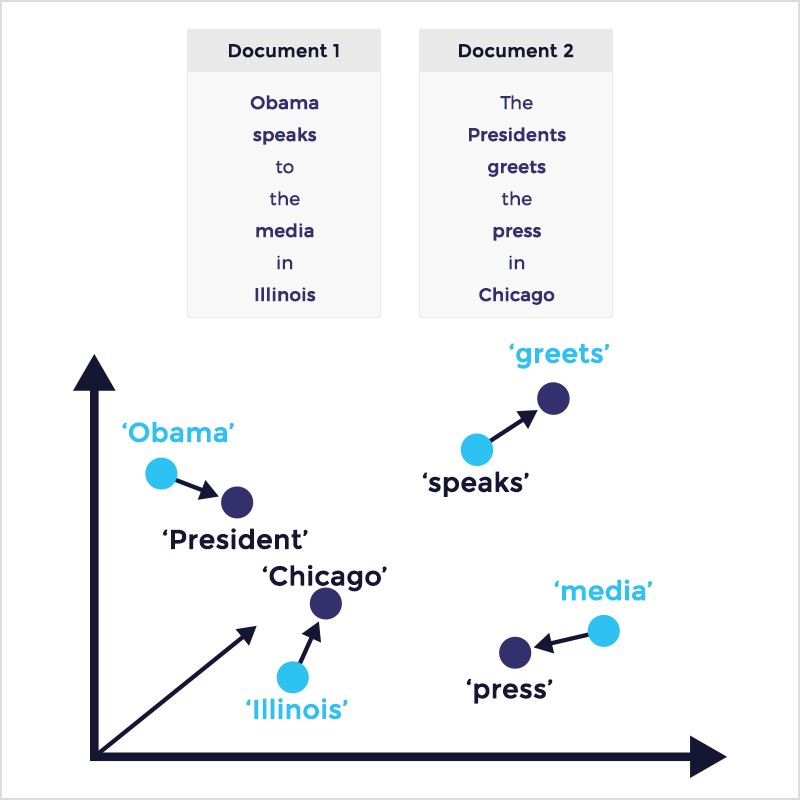 Document 1
Obama
speaks
to
the
media
in
Illinois
Document 2
The
Presidents
greets
the
press
in
Chicago
‘greets’
‘Obama’
‘speaks’
‘President’
‘Chicago’
‘media’
‘press’
‘Illinois’